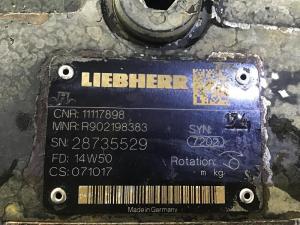 LIEBHERR
CNR: 11117898
MNR: R902198383
SN: 28735529
SYN:
7202
FD: 14W50
Rotation:
CS: 071017
m kg
Made in Germany